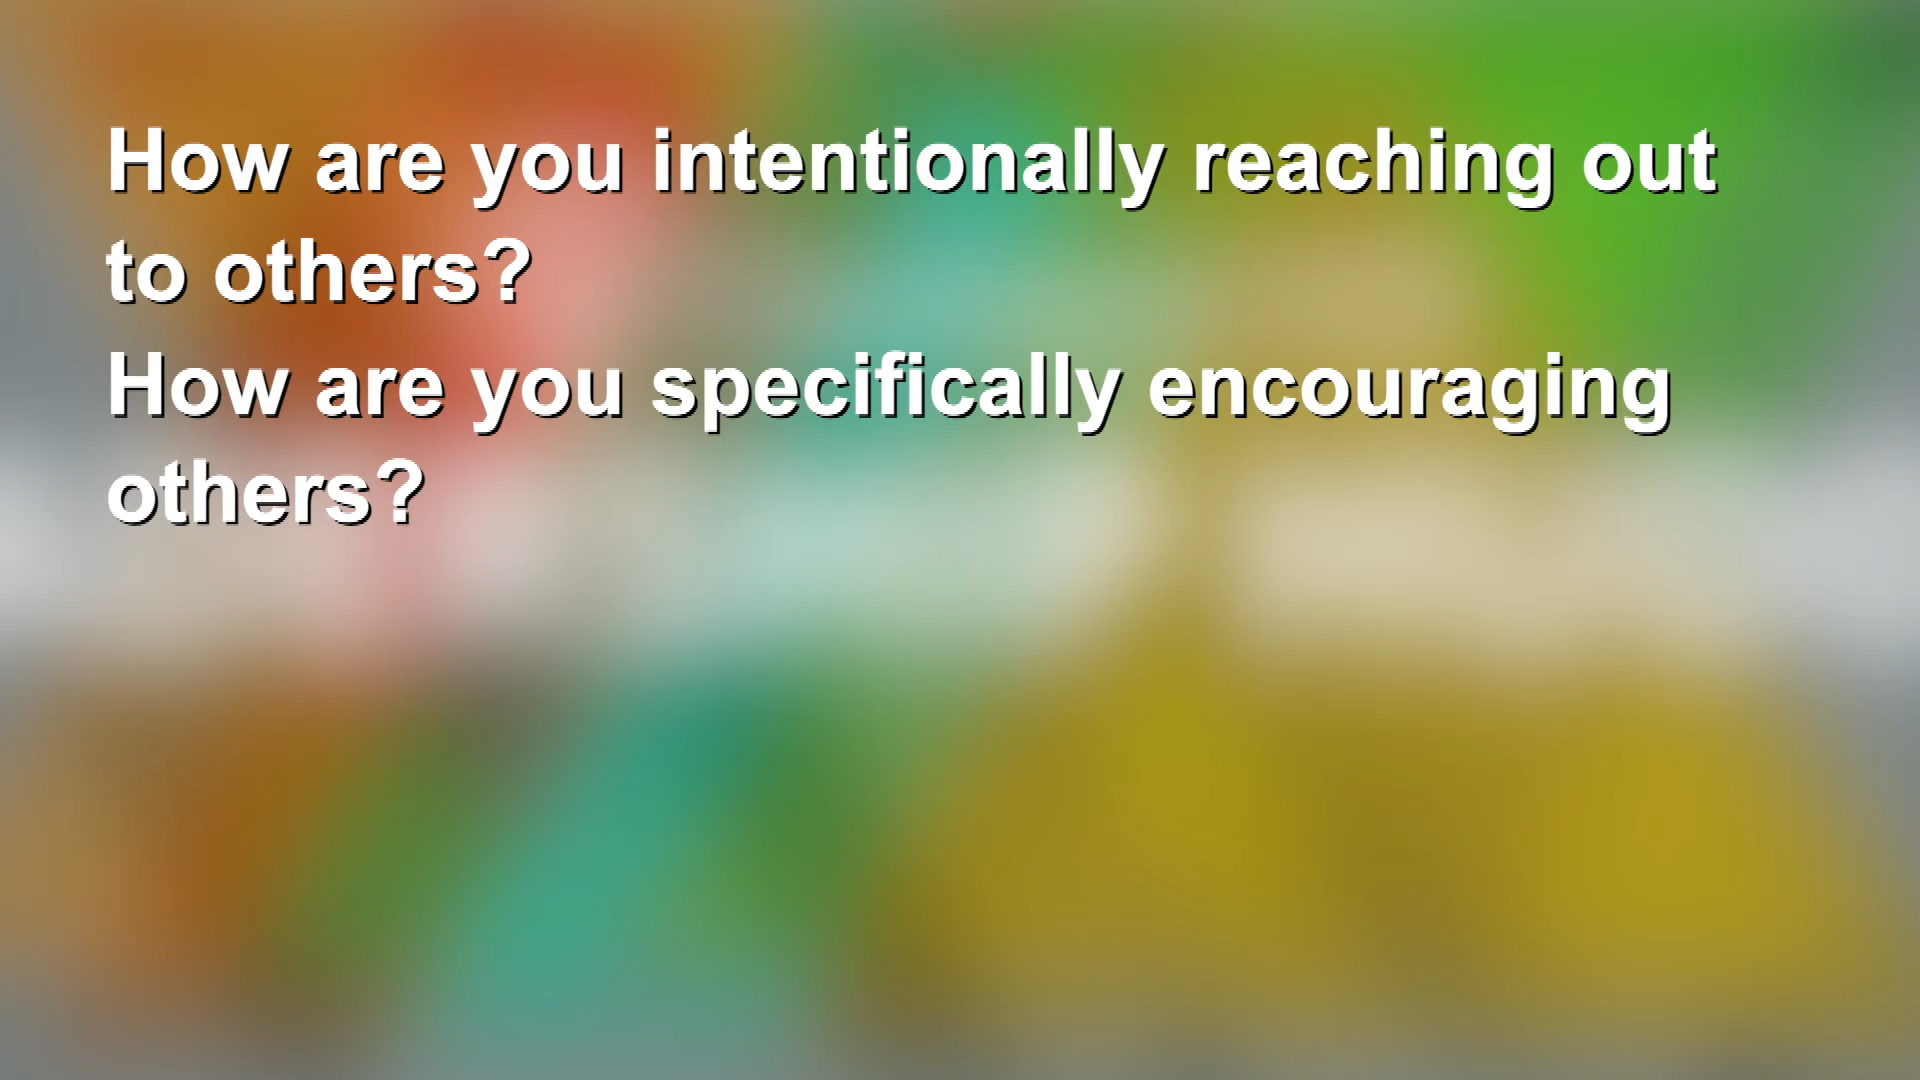 How are you intentionally reaching out
to others?
How are you specifically encouraging
others?